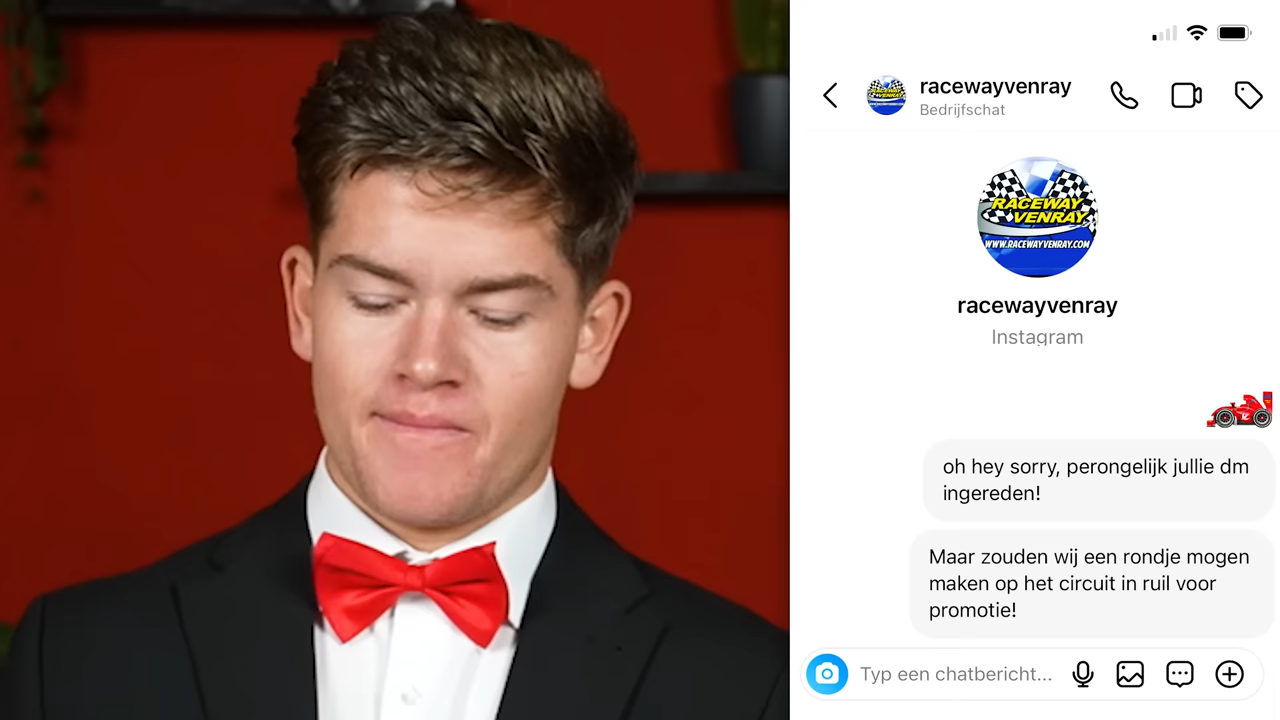 racewayvenray
Bedrijfschat
RACEWAY
VENRAY
WWW.RACEWAYVENRAY.COM
racewayvenray
Instagram
oh hey sorry, perongelijk jullie dm
ingereden!
Maar zouden wij een rondje mogen
maken op het circuit in ruil voor
promotie!
Typ een chatbericht...